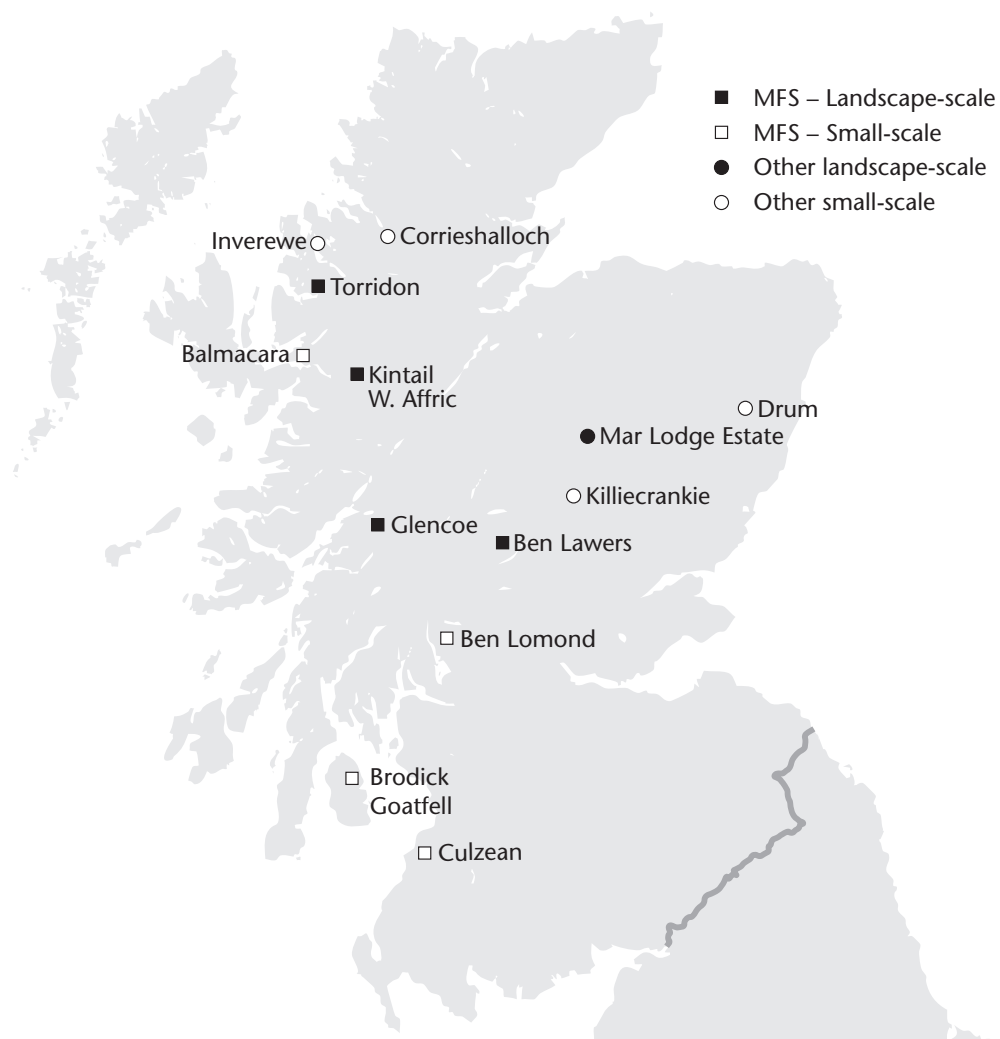 MFS – Landscape-scale
MFS – Small-scale
Other landscape-scale
Other small-scale
Inverewe
Corrieshalloch
Torridon
Balmacara
Kintail
W. Affric
Drum
Mar Lodge Estate
Killiecrankie
Glencoe
Ben Lawers
Ben Lomond
Brodick
Goatfell
Culzean